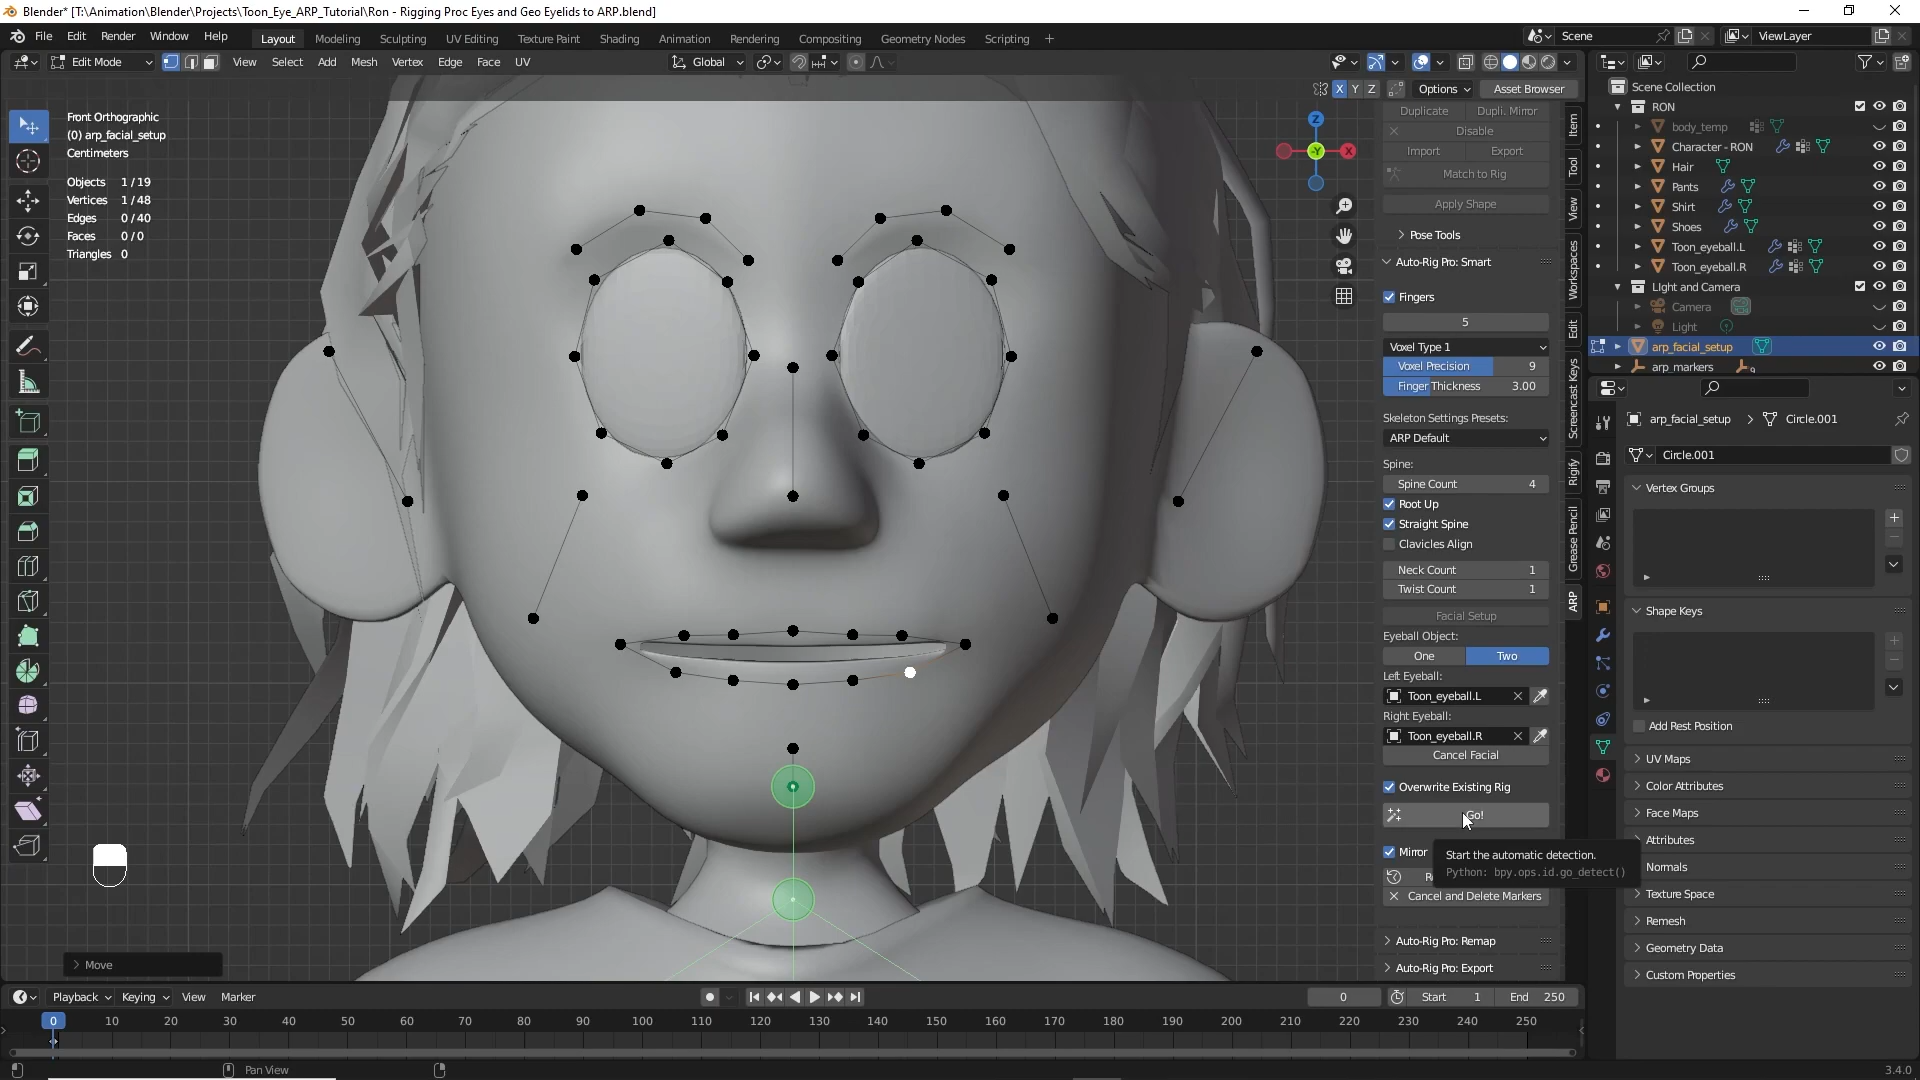 Blender* [T:\Animation\Blender\Projects\Toon_Eye_ARP_Tutorial\Ron - Rigging Proc Eyes and Geo Eyelids to ARP.blend]
File Edit Render Window Help Layout Modeling Sculpting UV Editing Texture Paint Shading Animation Rendering Compositing Geometry Nodes Scripting + Scene ViewLayer
Edit Mode View Select Add Mesh Vertex Edge Face UV Global
X Y Z Options Asset Browser
Front Orthographic
(0) arp_facial_setup
Centimeters
Objects 1/19
Vertices 1/48
Edges 0/40
Faces 0/0
Triangles 0
Z
-Y
X
Duplicate Dupli. Mirror
Disable
Import Export
Match to Rig
Apply Shape
Pose Tools
Auto-Rig Pro: Smart
Fingers
5
Voxel Type 1
Voxel Precision 9
Finger Thickness 3.00
Skeleton Settings Presets:
ARP Default
Spine:
Spine Count 4
Root Up
Straight Spine
Clavicles Align
Neck Count 1
Twist Count 1
Facial Setup
Eyeball Object:
One Two
Left Eyeball:
Toon_eyeball.L
Right Eyeball:
Toon_eyeball.R
Cancel Facial
Overwrite Existing Rig
Go!
Mirror
Start the automatic detection.
Python: bpy.ops.id.go_detect()
Cancel and Delete Markers
Auto-Rig Pro: Remap
Auto-Rig Pro: Export
Item
Tool
View
Workspaces
Edit
Screencast Keys
Rigify
Grease Pencil
ARP
Scene Collection
RON
body_temp
Character - RON
Hair
Pants
Shirt
Shoes
Toon_eyeball.L
Toon_eyeball.R
LIght and Camera
Camera
Light
arp_facial_setup
arp_markers 9
arp_facial_setup > Circle.001
Circle.001
Vertex Groups
Shape Keys
Add Rest Position
UV Maps
Color Attributes
Face Maps
Attributes
Normals
Texture Space
Remesh
Geometry Data
Custom Properties
Move
Playback Keying View Marker 0 Start 1 End 250
0 10 20 30 40 50 60 70 80 90 100 110 120 130 140 150 160 170 180 190 200 210 220 230 240 250
Pan View 3.4.0